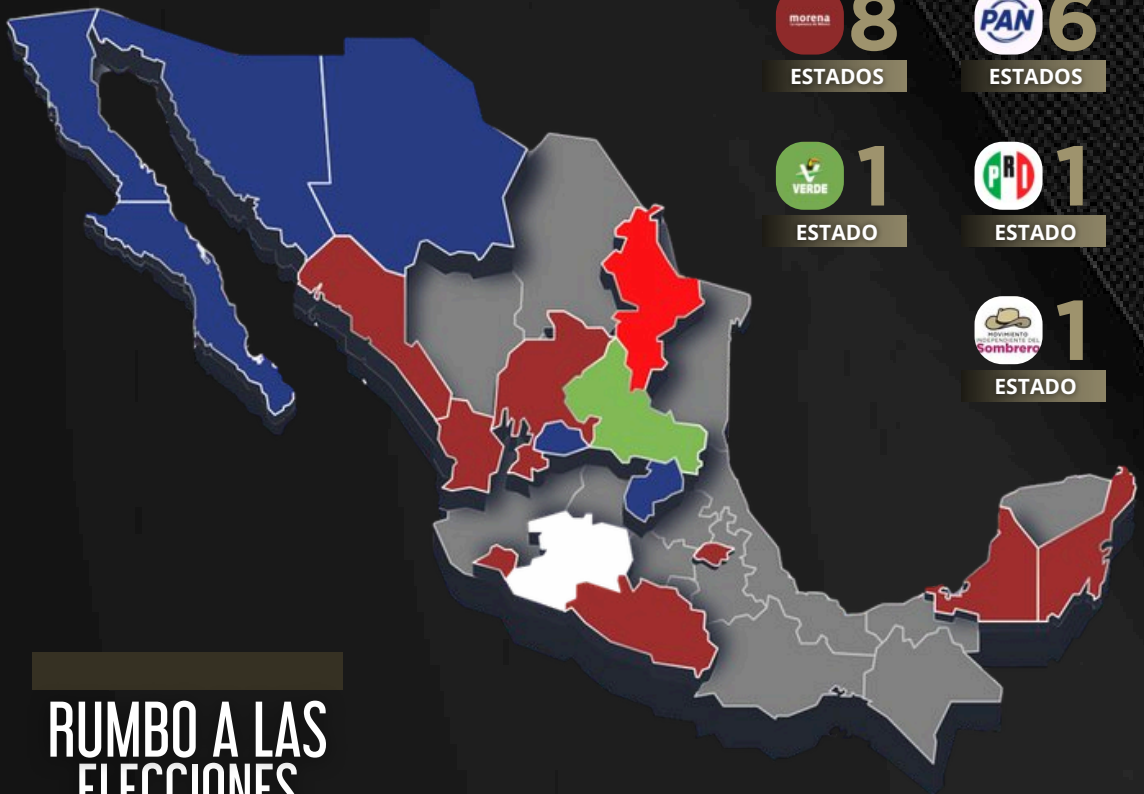 morena
8
ESTADOS
PAN
6
ESTADOS
VERDE
1
ESTADO
PRI
1
ESTADO
MOVIMIENTO
INDEPENDIENTE DEL
Sombrero
1
ESTADO
RUMBO A LAS
ELECCIONES